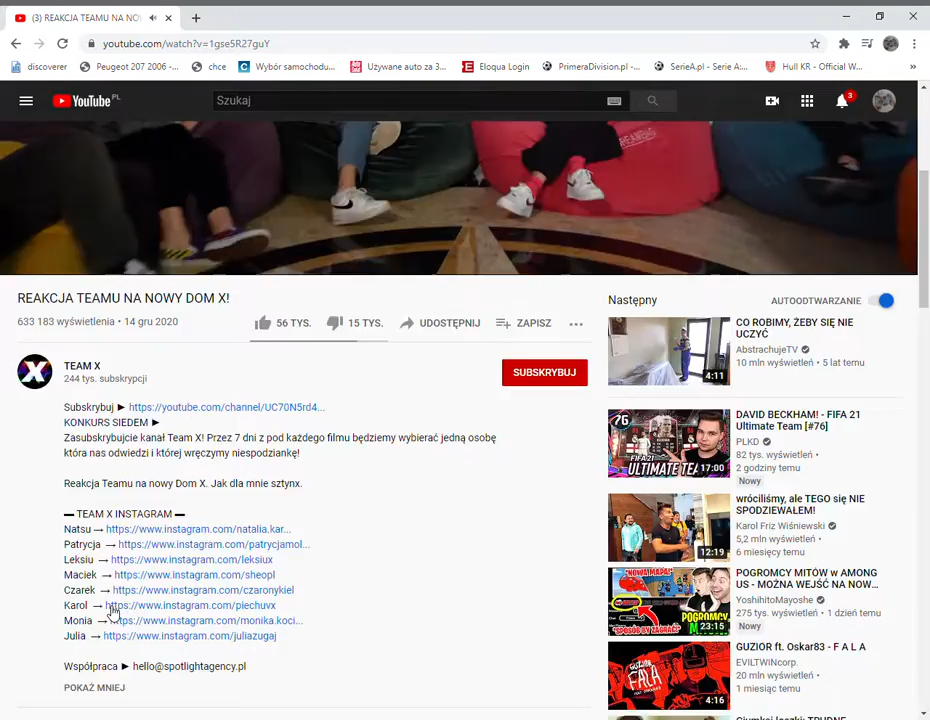 (3) REAKCJA TEAMU NA NO
youtube.com/watch?v=1gse5R27guY
discoverer
Peugeot 207 2006 -...
chce
Wybór samochodu...
Używane auto za 3...
Eloqua Login
PrimeraDivision.pl -...
SerieA.pl - Serie A:...
Hull KR - Official W...
»
YouTube PL
Szukaj
3
REAKCJA TEAMU NA NOWY DOM X!
633 183 wyświetlenia • 14 gru 2020
56 TYS.
15 TYS.
UDOSTĘPNIJ
ZAPISZ
TEAM X
244 tys. subskrypcji
SUBSKRYBUJ
Subskrybuj ► https://youtube.com/channel/UC70N5rd4...
KONKURS SIEDEM ►
Zasubskrybujcie kanał Team X! Przez 7 dni z pod każdego filmu będziemy wybierać jedną osobę
która nas odwiedzi i której wręczymy niespodziankę!
Reakcja Teamu na nowy Dom X. Jak dla mnie sztynx.
▬ TEAM X INSTAGRAM ▬
Natsu → https://www.instagram.com/natalia.kar...
Patrycja → https://www.instagram.com/patrycjamol...
Leksiu → https://www.instagram.com/leksiux
Maciek → https://www.instagram.com/sheopl
Czarek → https://www.instagram.com/czaronykiel
Karol → https://www.instagram.com/piechuvx
Monia → https://www.instagram.com/monika.koci...
Julia → https://www.instagram.com/juliazugaj
Współpraca ► hello@spotlightagency.pl
POKAŻ MNIEJ
Następny
AUTOODTWARZANIE
4:11
CO ROBIMY, ŻEBY SIĘ NIE
UCZYĆ
AbstrachujeTV
10 mln wyświetleń •
5 lat temu
76
ULTIMATE TEAM
17:00
DAVID BECKHAM! - FIFA 21
Ultimate Team [#76]
PLKD
82 tys. wyświetleń •
2 godziny temu
Nowy
12:19
wróciliśmy, ale TEGO się NIE
SPODZIEWAŁEM!
Karol Friz Wiśniewski
5,2 mln wyświetleń •
6 miesięcy temu
NOWA MAPA!
SPOSÓB BY ZAGRAĆ
23:15
POGROMCY MITÓW w AMONG
US - MOŻNA WEJŚĆ NA NOW...
YoshihitoMayoshe
275 tys. wyświetleń •
1 dzień temu
Nowy
GUZIOR
FALA
4:16
GUZIOR ft. Oskar83 - F A L A
EVILTWINcorp.
20 mln wyświetleń •
1 miesiąc temu